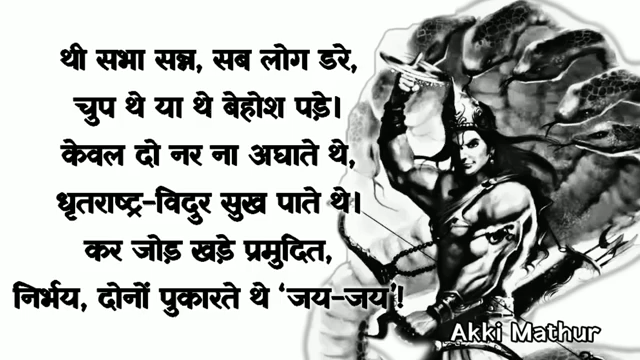 थी सभा सन्न, सब लोग डरे,
चुप थे या थे बेहोश पड़े।
केवल दो नर ना अघाते थे,
धृतराष्ट्र-विदुर सुख पाते थे।
कर जोड़ खड़े प्रमुदित,
निर्भय, दोनों पुकारते थे ‘जय-जय’!
Akki Mathur